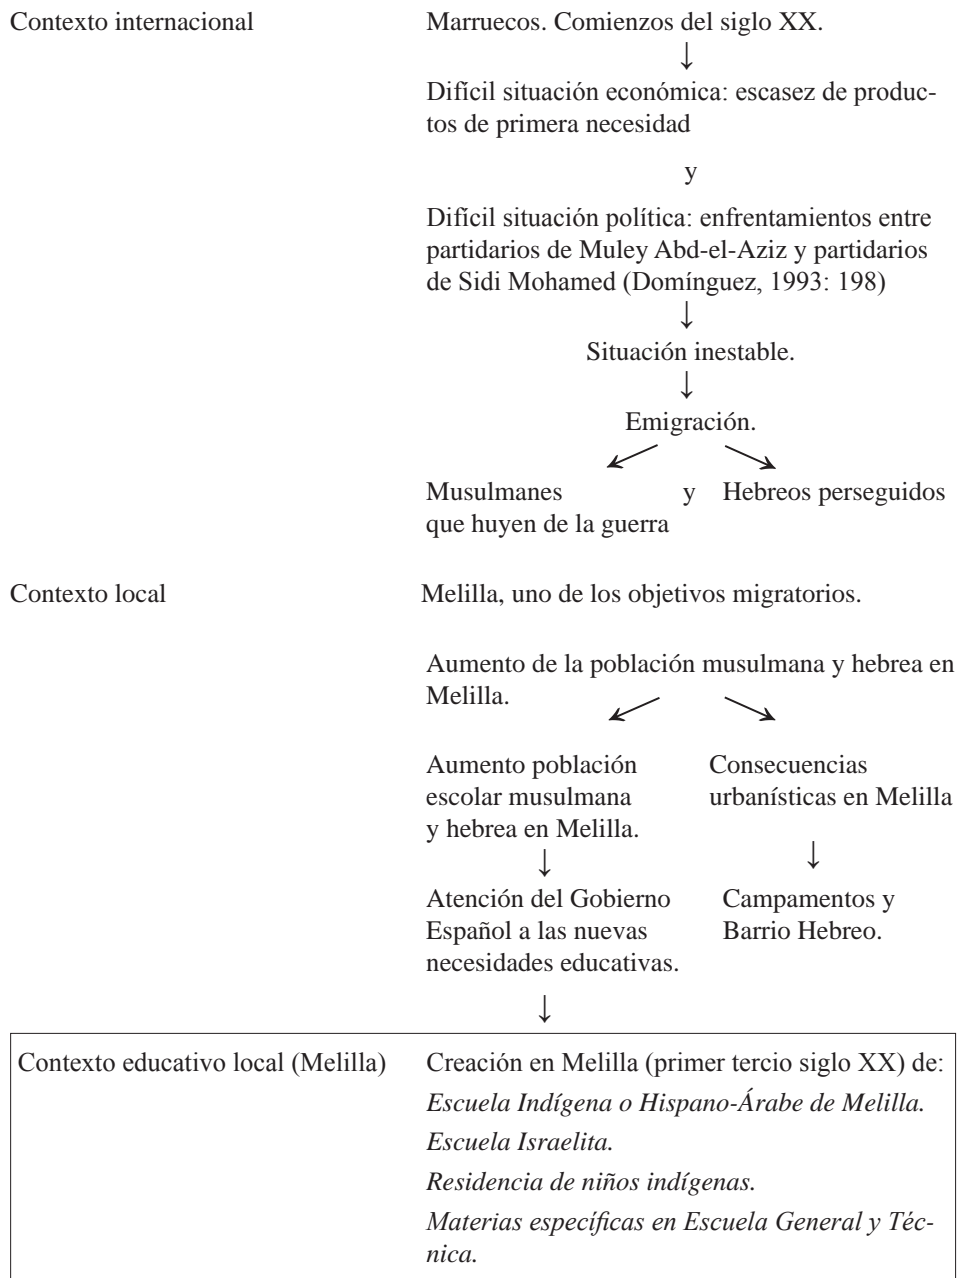 Contexto internacional
Marruecos. Comienzos del siglo XX.
Difícil situación económica: escasez de produc-
tos de primera necesidad
y
Difícil situación política: enfrentamientos entre
partidarios de Muley Abd-el-Aziz y partidarios
de Sidi Mohamed (Domínguez, 1993: 198)
Situación inestable.
Emigración.
Musulmanes
que huyen de la guerra
y
Hebreos perseguidos
Contexto local
Melilla, uno de los objetivos migratorios.
Aumento de la población musulmana y hebrea en
Melilla.
Aumento población
escolar musulmana
y hebrea en Melilla.
Consecuencias
urbanísticas en Melilla
Atención del Gobierno
Español a las nuevas
necesidades educativas.
Campamentos y
Barrio Hebreo.
Contexto educativo local (Melilla)
Creación en Melilla (primer tercio siglo XX) de:
Escuela Indígena o Hispano-Árabe de Melilla.
Escuela Israelita.
Residencia de niños indígenas.
Materias específicas en Escuela General y Téc-
nica.